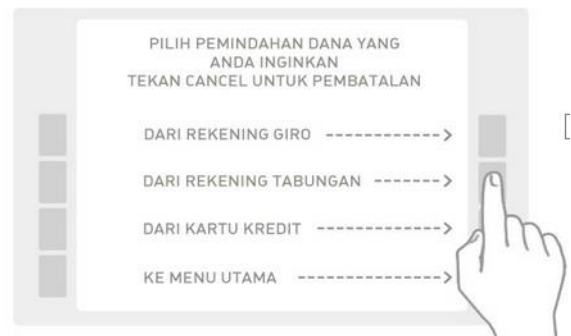 PILIH PEMINDAHAN DANA YANG
ANDA INGINKAN
TEKAN CANCEL UNTUK PEMBATALAN
DARI REKENING GIRO ------------>
DARI REKENING TABUNGAN ------->
DARI KARTU KREDIT ------------->
KE MENU UTAMA --------------->